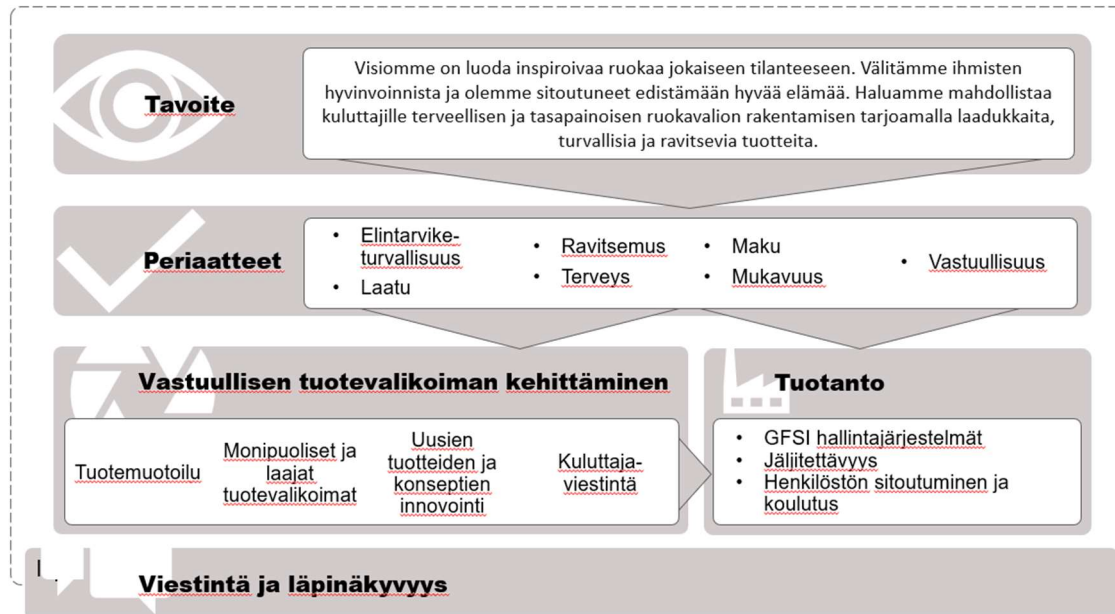 Tavoite
Visiomme on luoda inspiroivaa ruokaa jokaiseen tilanteeseen. Välitämme ihmisten
hyvinvoinnista ja olemme sitoutuneet edistämään hyvää elämää. Haluamme mahdollistaa
kuluttajille terveellisen ja tasapainoisen ruokavalion rakentamisen tarjoamalla laadukkaita,
turvallisia ja ravitsevia tuotteita.
Periaatteet
• Elintarvike-
turvallisuus
• Laatu
• Ravitsemus
• Terveys
• Maku
• Mukavuus
• Vastuullisuus
Vastuullisen tuotevalikoiman kehittäminen
Tuotemuotoilu
Monipuoliset ja
laajat
tuotevalikoimat
Uusien
tuotteiden ja
konseptien
innovointi
Kuluttaja-
viestintä
Tuotanto
• GFSI hallintajärjestelmät
• Jäljitettävyys
• Henkilöstön sitoutuminen ja
koulutus
Viestintä ja läpinäkyvyys